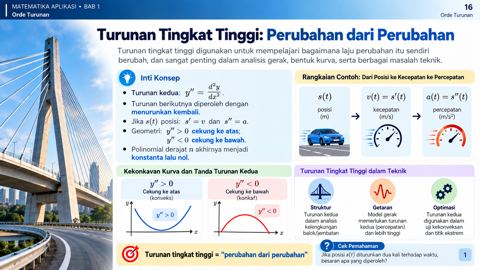 MATEMATIKA APLIKASI • BAB 1
Orde Turunan
16
Orde Turunan
Turunan Tingkat Tinggi: Perubahan dari Perubahan
Turunan tingkat tinggi digunakan untuk mempelajari bagaimana laju perubahan itu sendiri
berubah, dan sangat penting dalam analisis gerak, bentuk kurva, serta berbagai masalah teknik.
Inti Konsep
• Turunan kedua: y'' = d²y/dx².
• Turunan berikutnya diperoleh dengan
menurunkan kembali.
• Jika s(t) posisi: s' = v dan s'' = a.
• Geometri: y'' > 0 cekung ke atas;
y'' < 0 cekung ke bawah.
• Polinomial derajat n akhirnya menjadi
konstanta lalu nol.
Rangkaian Contoh: Dari Posisi ke Kecepatan ke Percepatan
s(t)
posisi
(m)
v(t) = s'(t)
kecepatan
(m/s)
a(t) = s''(t)
percepatan
(m/s²)
Kekonkavan Kurva dan Tanda Turunan Kedua
y'' > 0
Cekung ke atas
(konveks)
y
y'' > 0
x
y'' < 0
Cekung ke bawah
(konkaf)
y
y'' < 0
x
Turunan Tingkat Tinggi dalam Teknik
Struktur
Turunan kedua
dalam analisis
kelengkungan
balok/jembatan
Getaran
Model gerak
memerlukan turunan
kedua (percepatan)
dan lebih tinggi
Optimasi
Turunan kedua
digunakan dalam
uji kekonveksan
dan titik ekstrem
Turunan tingkat tinggi = "perubahan dari perubahan"
? Cek Pemahaman
Jika posisi s(t) diturunkan dua kali terhadap waktu,
besaran apa yang diperoleh?
1